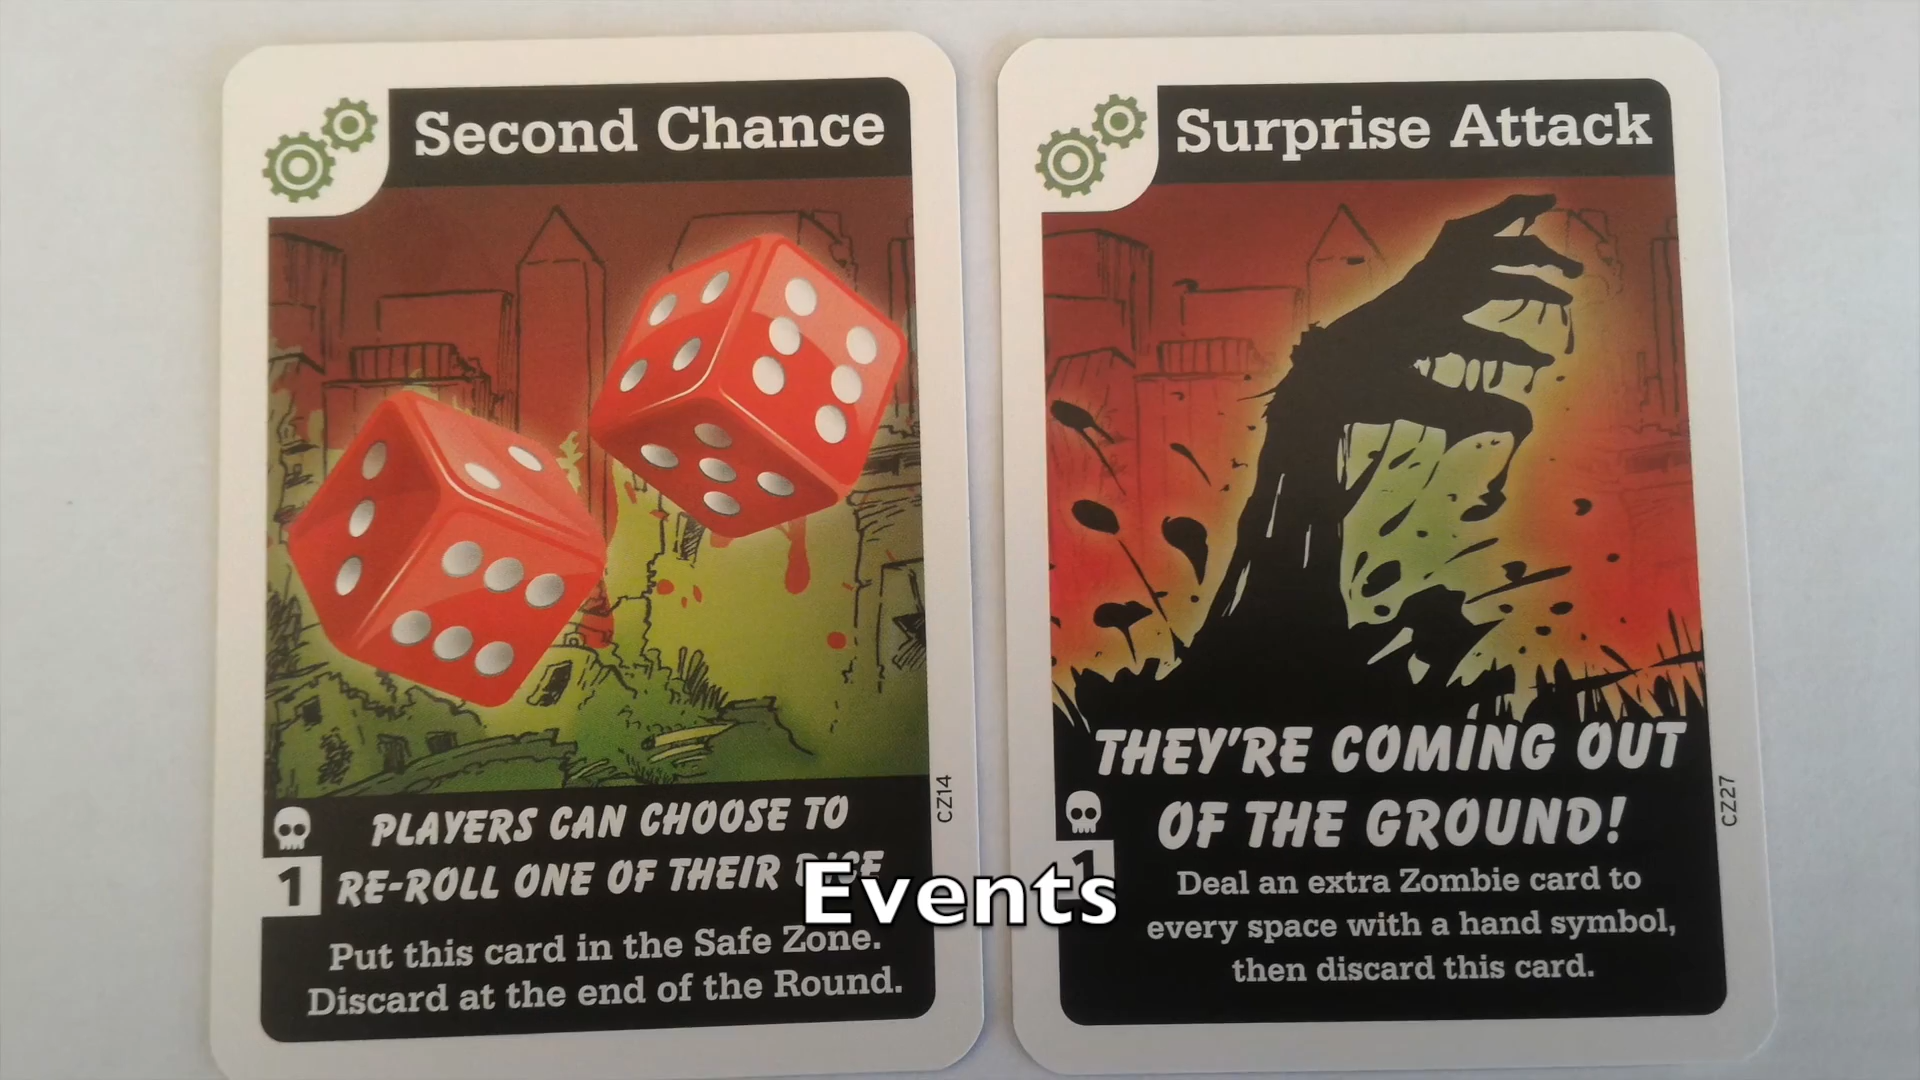 Second Chance
PLAYERS CAN CHOOSE TO
RE-ROLL ONE OF THEIR DICE
1
Put this card in the Safe Zone.
Discard at the end of the Round.
CZ14
Surprise Attack
THEY'RE COMING OUT
OF THE GROUND!
1
Deal an extra Zombie card to
every space with a hand symbol,
then discard this card.
CZ27
Events